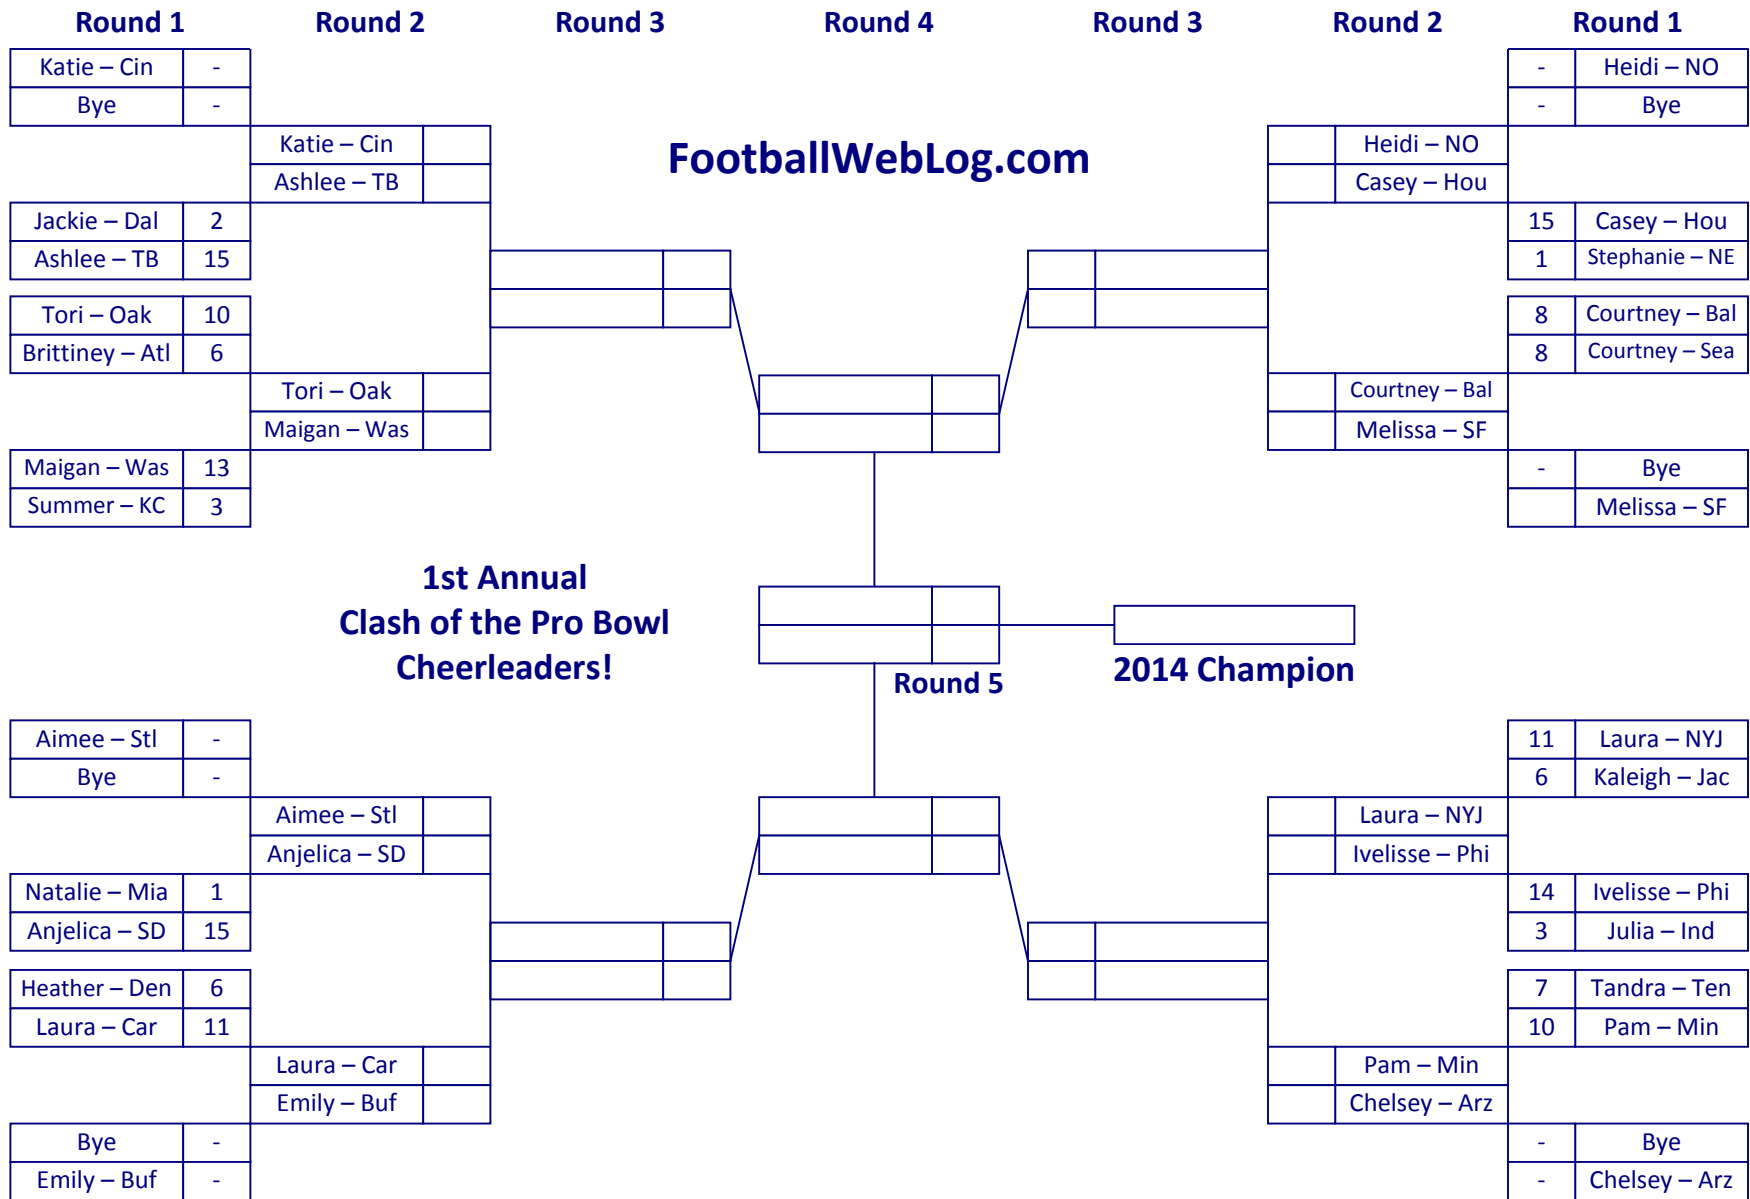 Round 1 Round 2 Round 3 Round 4 Round 3 Round 2 Round 1
Katie – Cin -
Bye -
Katie – Cin
Ashlee – TB
Jackie – Dal 2
Ashlee – TB 15
Tori – Oak 10
Brittiney – Atl 6
Tori – Oak
Maigan – Was
Maigan – Was 13
Summer – KC 3
FootballWebLog.com
- Heidi – NO
- Bye
Heidi – NO
Casey – Hou
15 Casey – Hou
1 Stephanie – NE
8 Courtney – Bal
8 Courtney – Sea
Courtney – Bal
Melissa – SF
- Bye
Melissa – SF
1st Annual
Clash of the Pro Bowl
Cheerleaders!
Round 5
2014 Champion
Aimee – Stl -
Bye -
Aimee – Stl
Anjelica – SD
Natalie – Mia 1
Anjelica – SD 15
Heather – Den 6
Laura – Car 11
Laura – Car
Emily – Buf
Bye -
Emily – Buf -
11 Laura – NYJ
6 Kaleigh – Jac
Laura – NYJ
Ivelisse – Phi
14 Ivelisse – Phi
3 Julia – Ind
7 Tandra – Ten
10 Pam – Min
Pam – Min
Chelsey – Arz
- Bye
- Chelsey – Arz